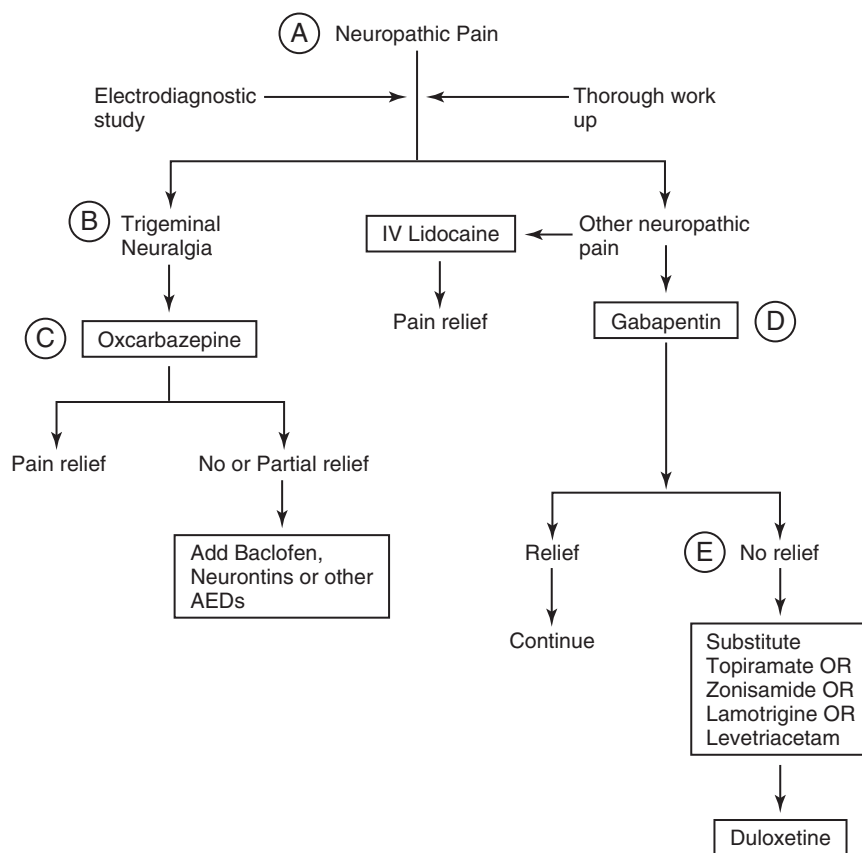 A Neuropathic Pain
Electrodiagnostic
study
Thorough work
up
B Trigeminal
Neuralgia
IV Lidocaine
Other neuropathic
pain
Pain relief
C Oxcarbazepine
Gabapentin D
Pain relief
No or Partial relief
Add Baclofen,
Neurontins or other
AEDs
Relief
E No relief
Continue
Substitute
Topiramate OR
Zonisamide OR
Lamotrigine OR
Levetriacetam
Duloxetine